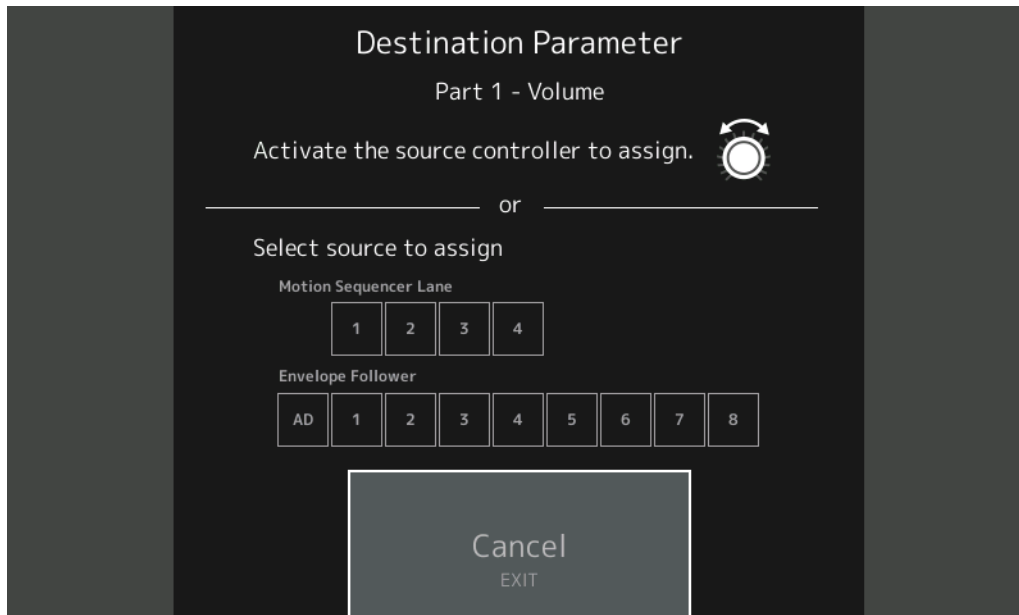 Destination Parameter
Part 1 - Volume
Activate the source controller to assign.
or
Select source to assign
Motion Sequencer Lane
1 2 3 4
Envelope Follower
AD 1 2 3 4 5 6 7 8
Cancel
EXIT